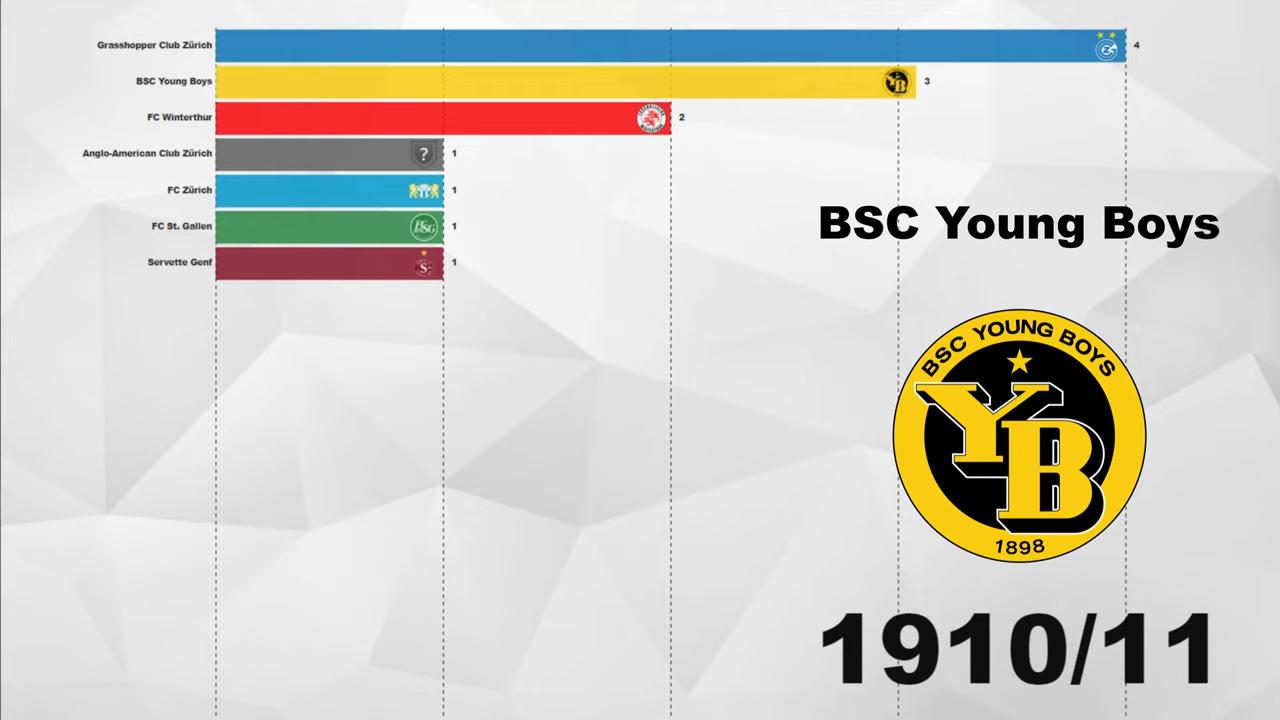 Grasshopper Club Zürich 4
BSC Young Boys 3
FC Winterthur 2
Anglo-American Club Zürich ? 1
FC Zürich 1
FC St. Gallen 1
Servette Genf S 1
BSC Young Boys
BSC YOUNG BOYS
YB
1898
1910/11